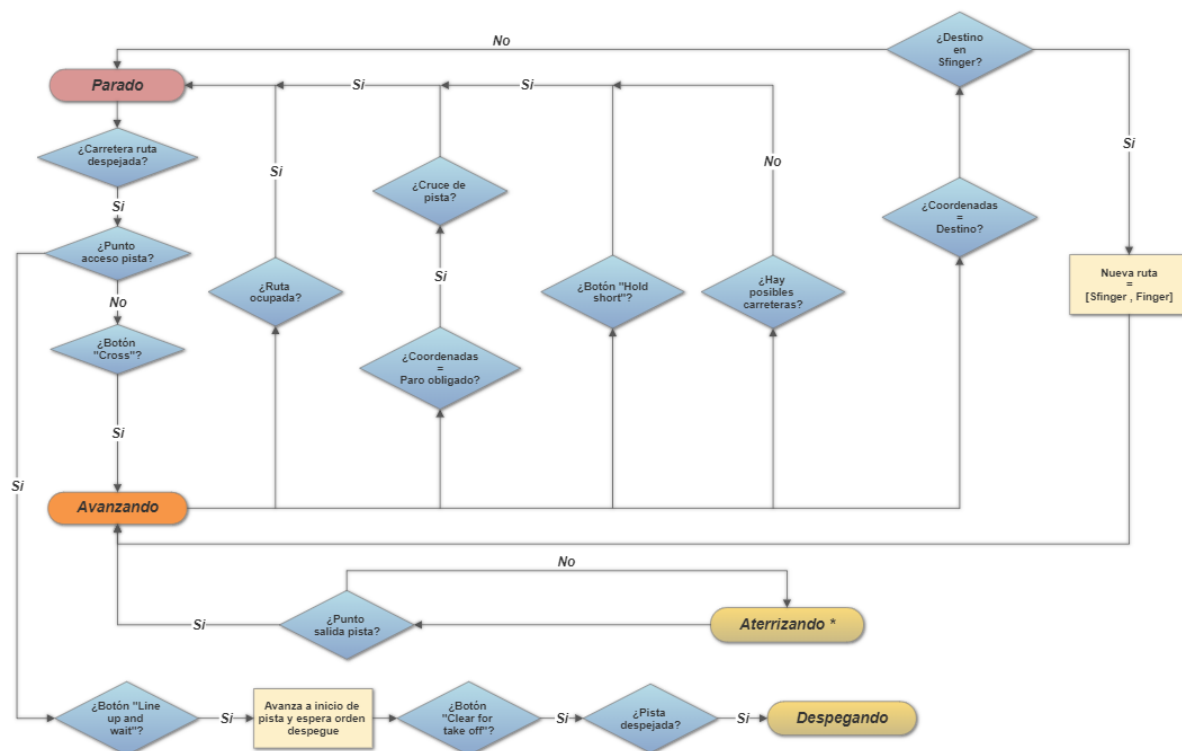 No
¿Destino
en
Sfinger?
Parado
Si
Si
¿Carretera ruta
despejada?
Si
Si
No
Si
¿Cruce de
pista?
Si
¿Coordenadas
=
Destino?
¿Punto
acceso pista?
Si
¿Ruta
ocupada?
¿Botón "Hold
short"?
¿Hay
posibles
carreteras?
Nueva ruta
=
[Sfinger , Finger]
No
¿Botón
"Cross"?
¿Coordenadas
=
Paro obligado?
Si
Si
Avanzando
No
¿Punto
salida pista?
Si
Aterrizando *
¿Botón "Line
up and
wait"?
Si
Avanza a inicio de
pista y espera orden
despegue
¿Botón
"Clear for
take off"?
Si
¿Pista
despejada?
Si
Despegando